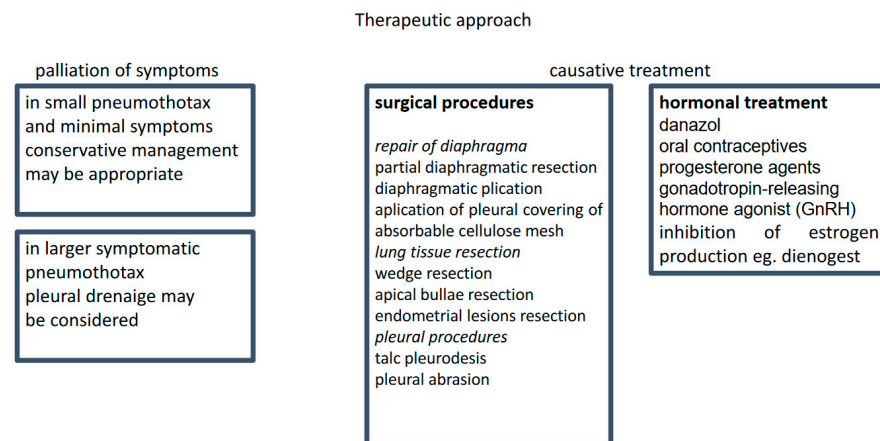 Therapeutic approach
palliation of symptoms
in small pneumothotax
and minimal symptoms
conservative management
may be appropriate
in larger symptomatic
pneumothotax
pleural drenaige may
be considered
causative treatment
surgical procedures
repair of diaphragma
partial diaphragmatic resection
diaphragmatic plication
aplication of pleural covering of
absorbable cellulose mesh
lung tissue resection
wedge resection
apical bullae resection
endometrial lesions resection
pleural procedures
talc pleurodesis
pleural abrasion
hormonal treatment
danazol
oral contraceptives
progesterone agents
gonadotropin-releasing
hormone agonist (GnRH)
inhibition of estrogen
production eg. dienogest